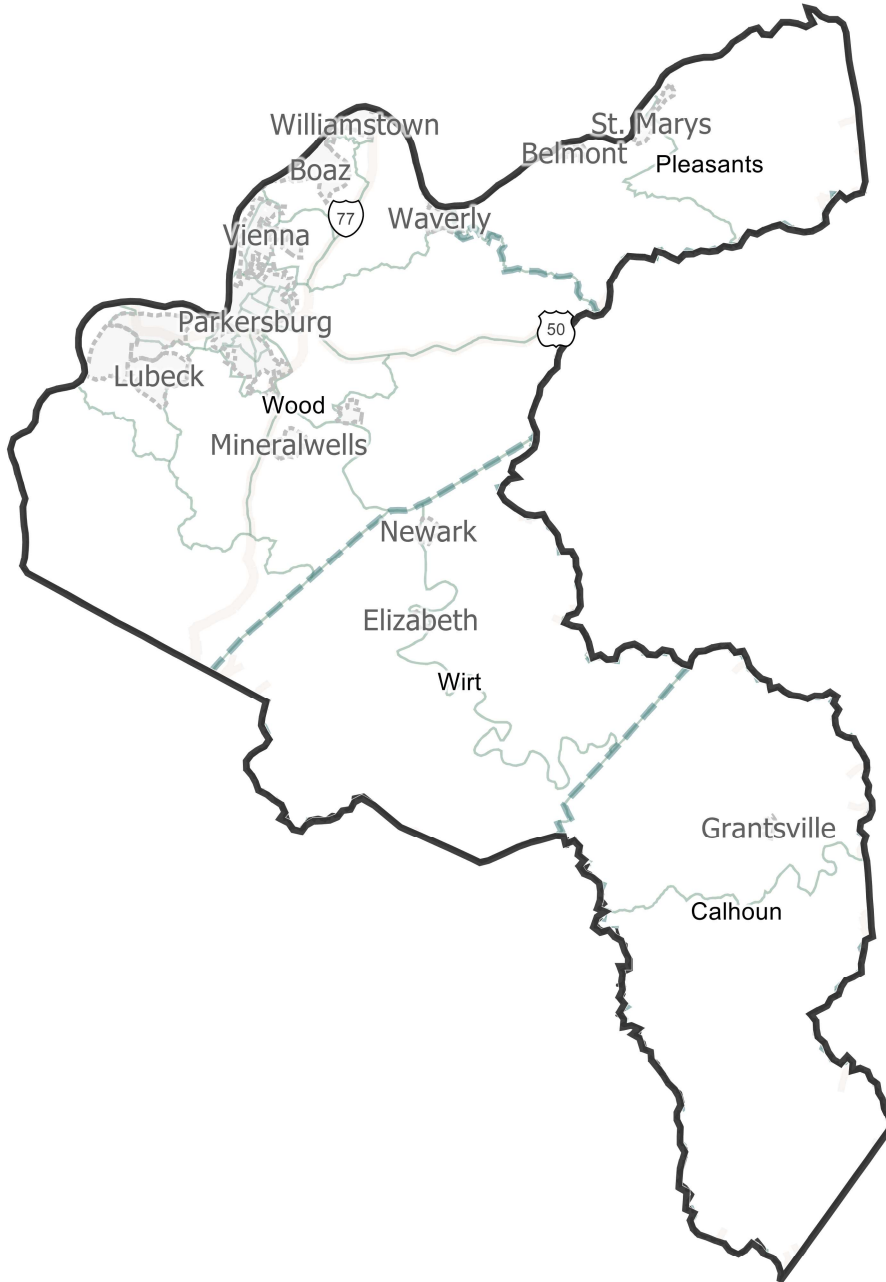 Williamstown
St. Marys
Belmont
Pleasants
Boaz
77
Waverly
Vienna
Parkersburg
50
Lubeck
Wood
Mineralwells
Newark
Elizabeth
Wirt
Grantsville
Calhoun